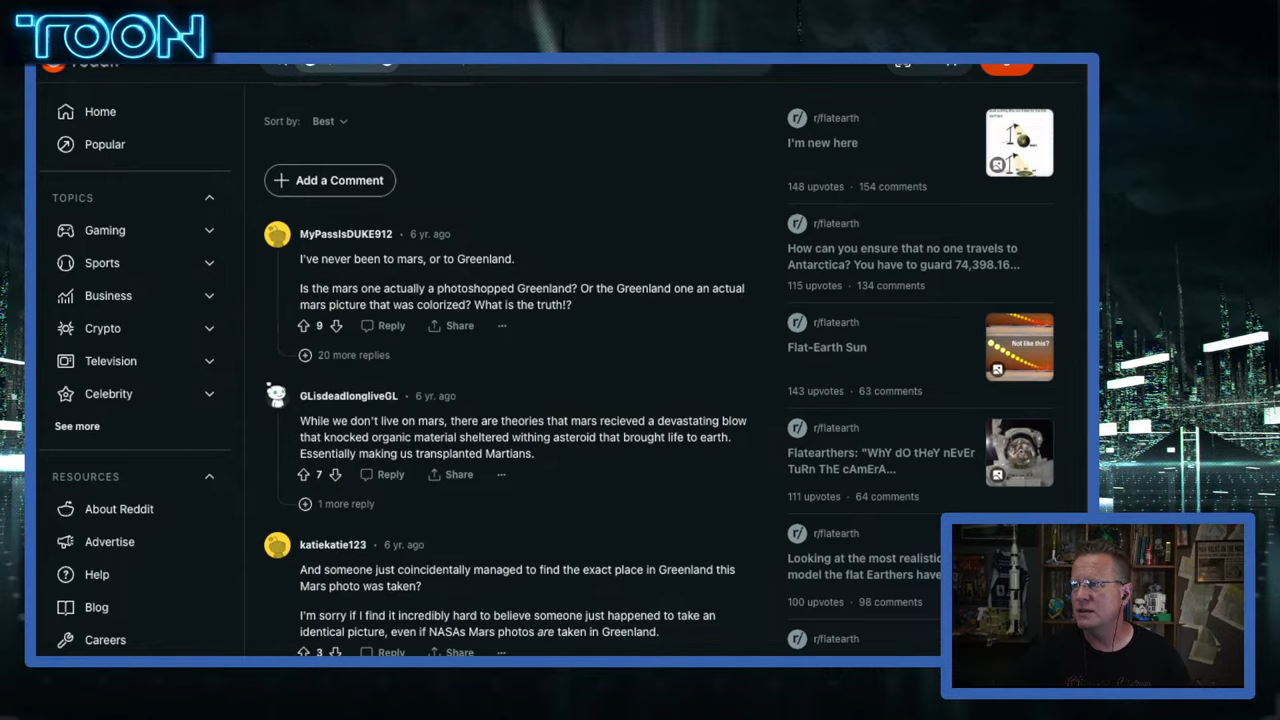 TOON
Home
Popular
TOPICS
Gaming
Sports
Business
Crypto
Television
Celebrity
See more
RESOURCES
About Reddit
Advertise
Help
Blog
Careers
Sort by: Best
Add a Comment
MyPassIsDUKE912 • 6 yr. ago
I've never been to mars, or to Greenland.
Is the mars one actually a photoshopped Greenland? Or the Greenland one an actual
mars picture that was colorized? What is the truth!?
9 Reply Share ...
20 more replies
GLisdeadlongliveGL • 6 yr. ago
While we don't live on mars, there are theories that mars recieved a devastating blow
that knocked organic material sheltered withing asteroid that brought life to earth.
Essentially making us transplanted Martians.
7 Reply Share ...
1 more reply
katiekatie123 • 6 yr. ago
And someone just coincidentally managed to find the exact place in Greenland this
Mars photo was taken?
I'm sorry if I find it incredibly hard to believe someone just happened to take an
identical picture, even if NASAs Mars photos are taken in Greenland.
3 Reply Share ...
r/ r/flatearth
I'm new here
148 upvotes · 154 comments
r/ r/flatearth
How can you ensure that no one travels to
Antarctica? You have to guard 74,398.16...
115 upvotes · 134 comments
r/ r/flatearth
Flat-Earth Sun
Not like this?
143 upvotes · 63 comments
r/ r/flatearth
Flatearthers: "WhY dO tHeY nEvEr
TuRn ThE cAmErA...
111 upvotes · 64 comments
r/ r/flatearth
Looking at the most realistic
model the flat Earthers have
100 upvotes · 98 comments
r/ r/flatearth